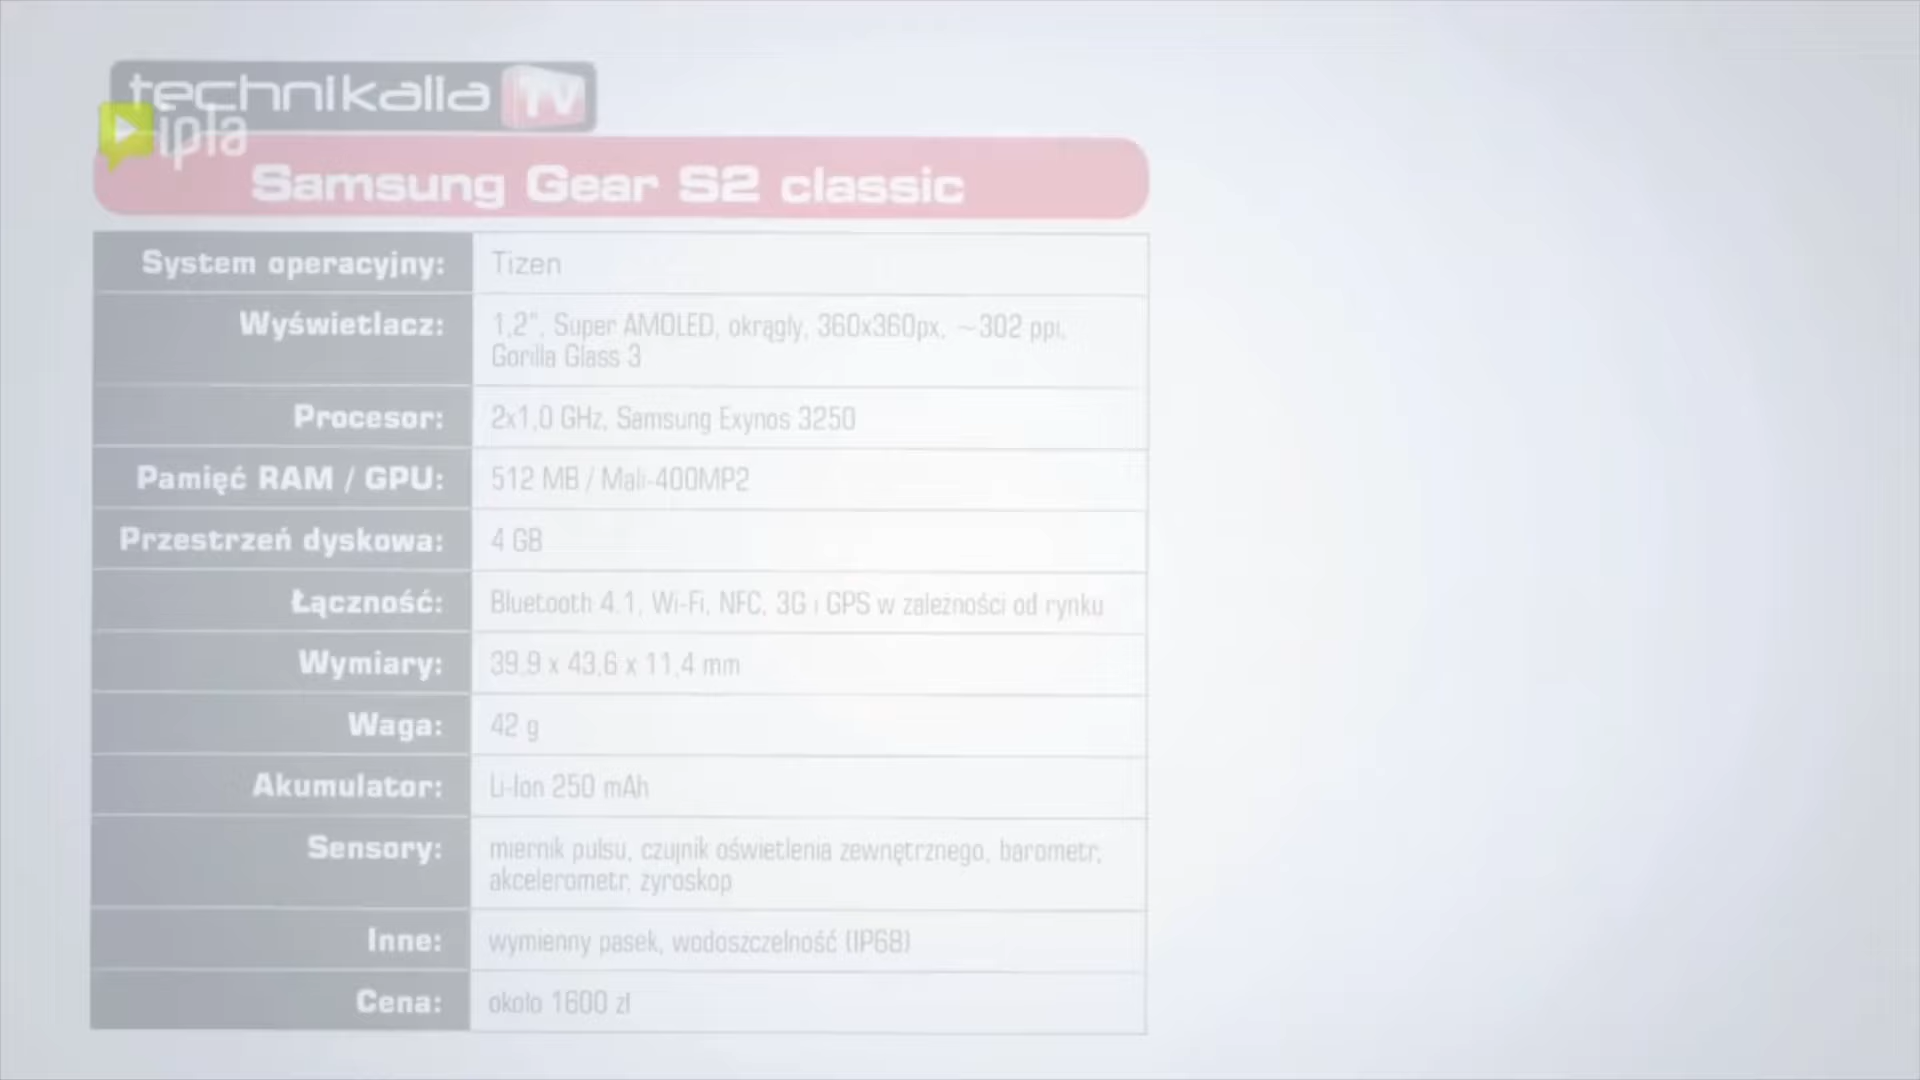 technikalia TV
ipla
Samsung Gear S2 classic
System operacyjny: Tizen
Wyświetlacz: 1,2", Super AMOLED, okrągły, 360x360px, ~302 ppi,
Gorilla Glass 3
Procesor: 2x1,0 GHz, Samsung Exynos 3250
Pamięć RAM / GPU: 512 MB / Mali-400MP2
Przestrzeń dyskowa: 4 GB
Łączność: Bluetooth 4.1, Wi-Fi, NFC, 3G i GPS w zależności od rynku
Wymiary: 39,9 x 43,6 x 11,4 mm
Waga: 42 g
Akumulator: Li-Ion 250 mAh
Sensory: miernik pulsu, czujnik oświetlenia zewnętrznego, barometr,
akcelerometr, żyroskop
Inne: wymienny pasek, wodoszczelność (IP68)
Cena: około 1600 zł